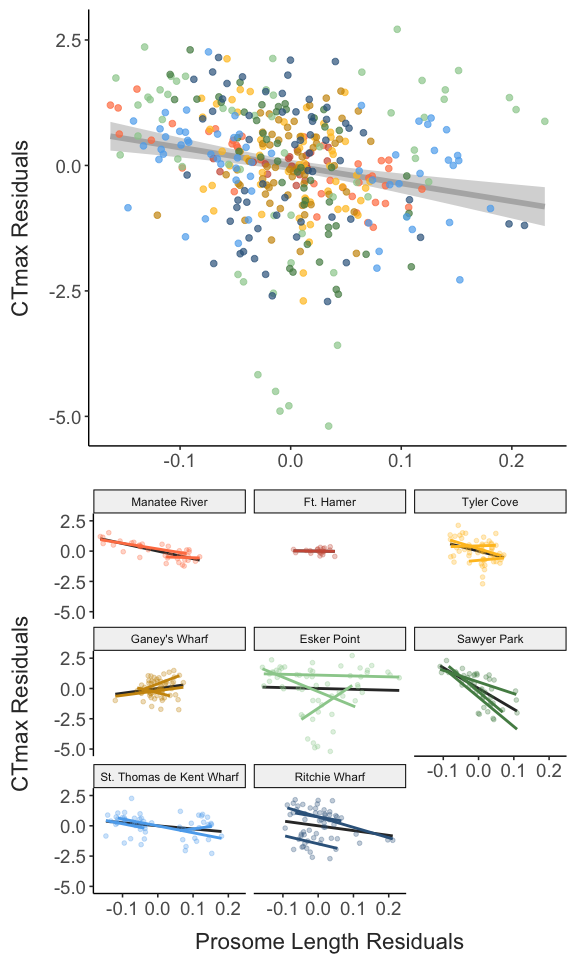 CTmax Residuals
2.5
0.0
-2.5
-5.0
-0.1 0.0 0.1 0.2
CTmax Residuals
Manatee River Ft. Hamer Tyler Cove
2.5
0.0
-2.5
-5.0
Ganey's Wharf Esker Point Sawyer Park
2.5
0.0
-2.5
-5.0
-0.1 0.0 0.1 0.2
St. Thomas de Kent Wharf Ritchie Wharf
2.5
0.0
-2.5
-5.0
-0.1 0.0 0.1 0.2 -0.1 0.0 0.1 0.2
Prosome Length Residuals